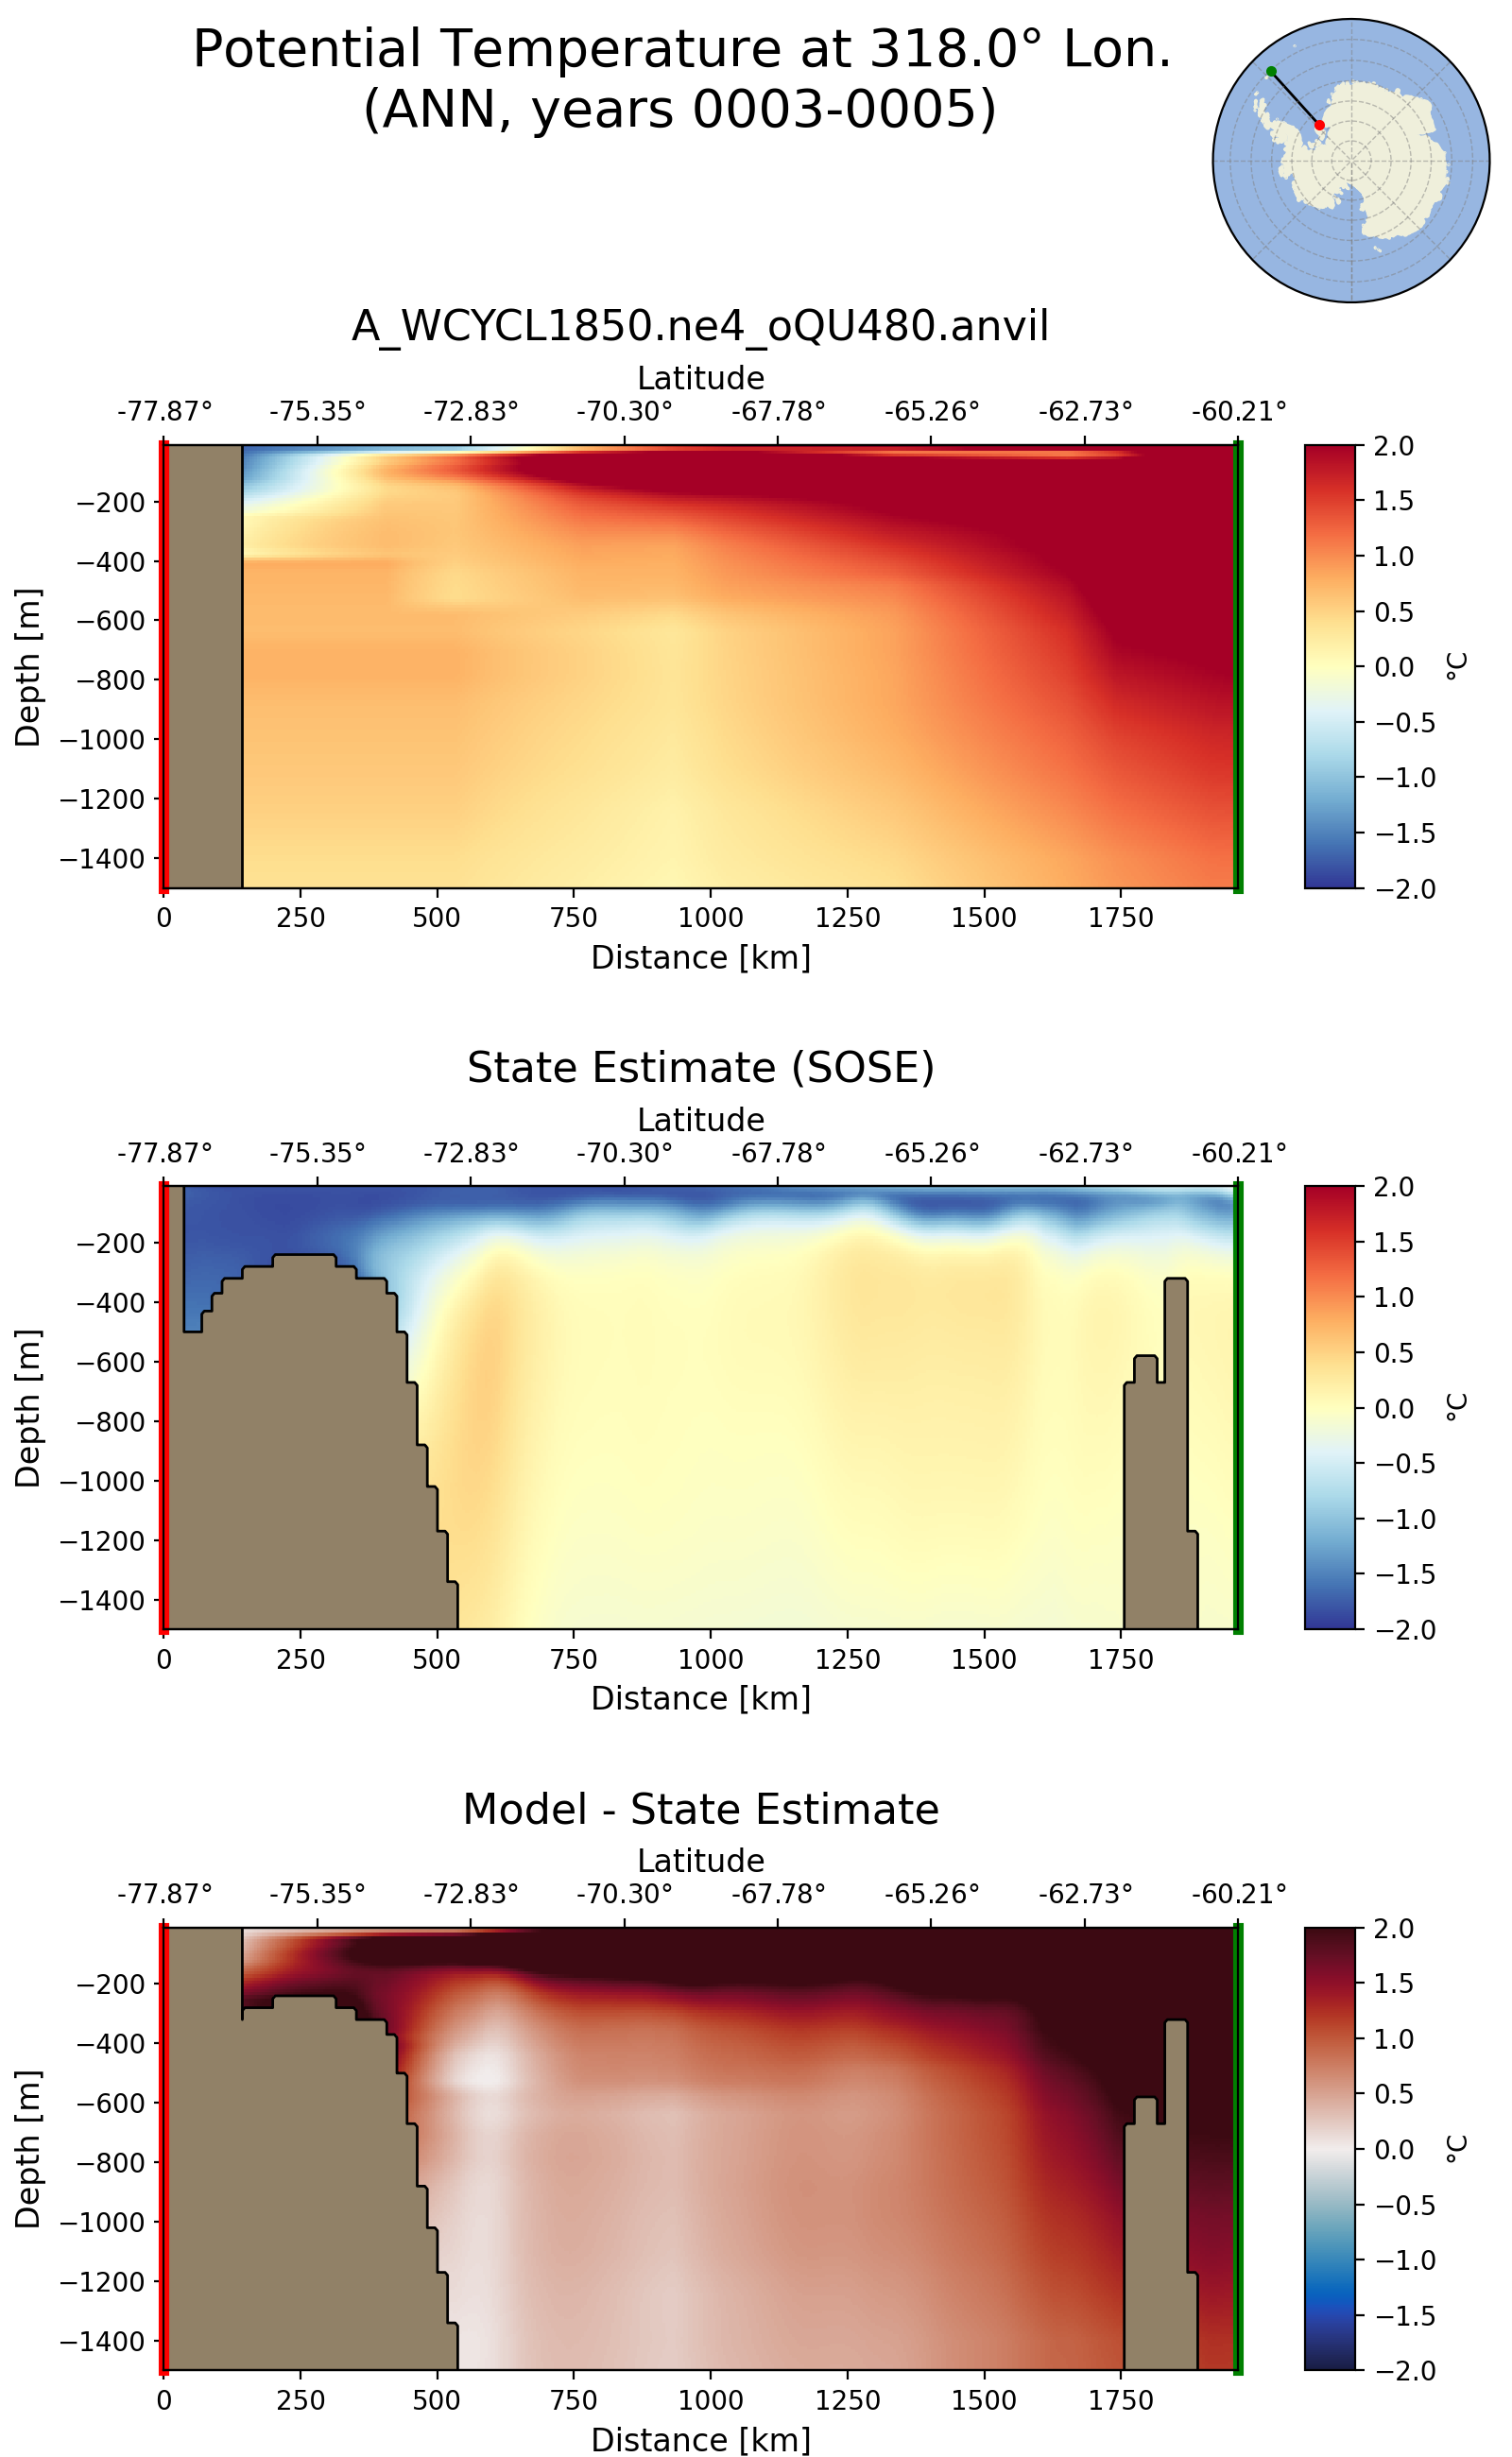 Potential Temperature at 318.0° Lon.
(ANN, years 0003-0005)
A_WCYCL1850.ne4_oQU480.anvil
Latitude
-77.87° -75.35° -72.83° -70.30° -67.78° -65.26° -62.73° -60.21°
−200
−400
−600
−800
−1000
−1200
−1400
Depth [m]
0 250 500 750 1000 1250 1500 1750
Distance [km]
2.0
1.5
1.0
0.5
0.0
−0.5
−1.0
−1.5
−2.0
°C
State Estimate (SOSE)
Latitude
-77.87° -75.35° -72.83° -70.30° -67.78° -65.26° -62.73° -60.21°
−200
−400
−600
−800
−1000
−1200
−1400
Depth [m]
0 250 500 750 1000 1250 1500 1750
Distance [km]
2.0
1.5
1.0
0.5
0.0
−0.5
−1.0
−1.5
−2.0
°C
Model - State Estimate
Latitude
-77.87° -75.35° -72.83° -70.30° -67.78° -65.26° -62.73° -60.21°
−200
−400
−600
−800
−1000
−1200
−1400
Depth [m]
0 250 500 750 1000 1250 1500 1750
Distance [km]
2.0
1.5
1.0
0.5
0.0
−0.5
−1.0
−1.5
−2.0
°C